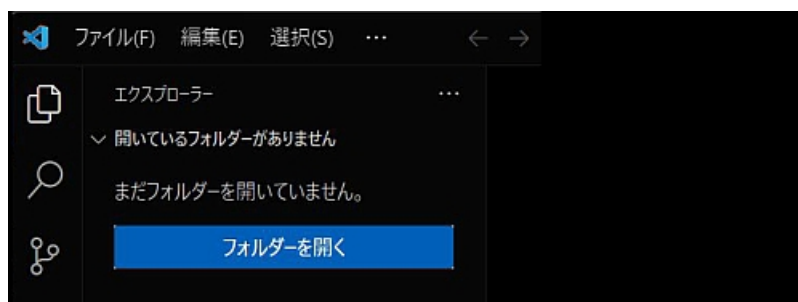 ファイル(F) 編集(E) 選択(S) … ← →
エクスプローラー …
開いているフォルダーがありません
まだフォルダーを開いていません。
フォルダーを開く